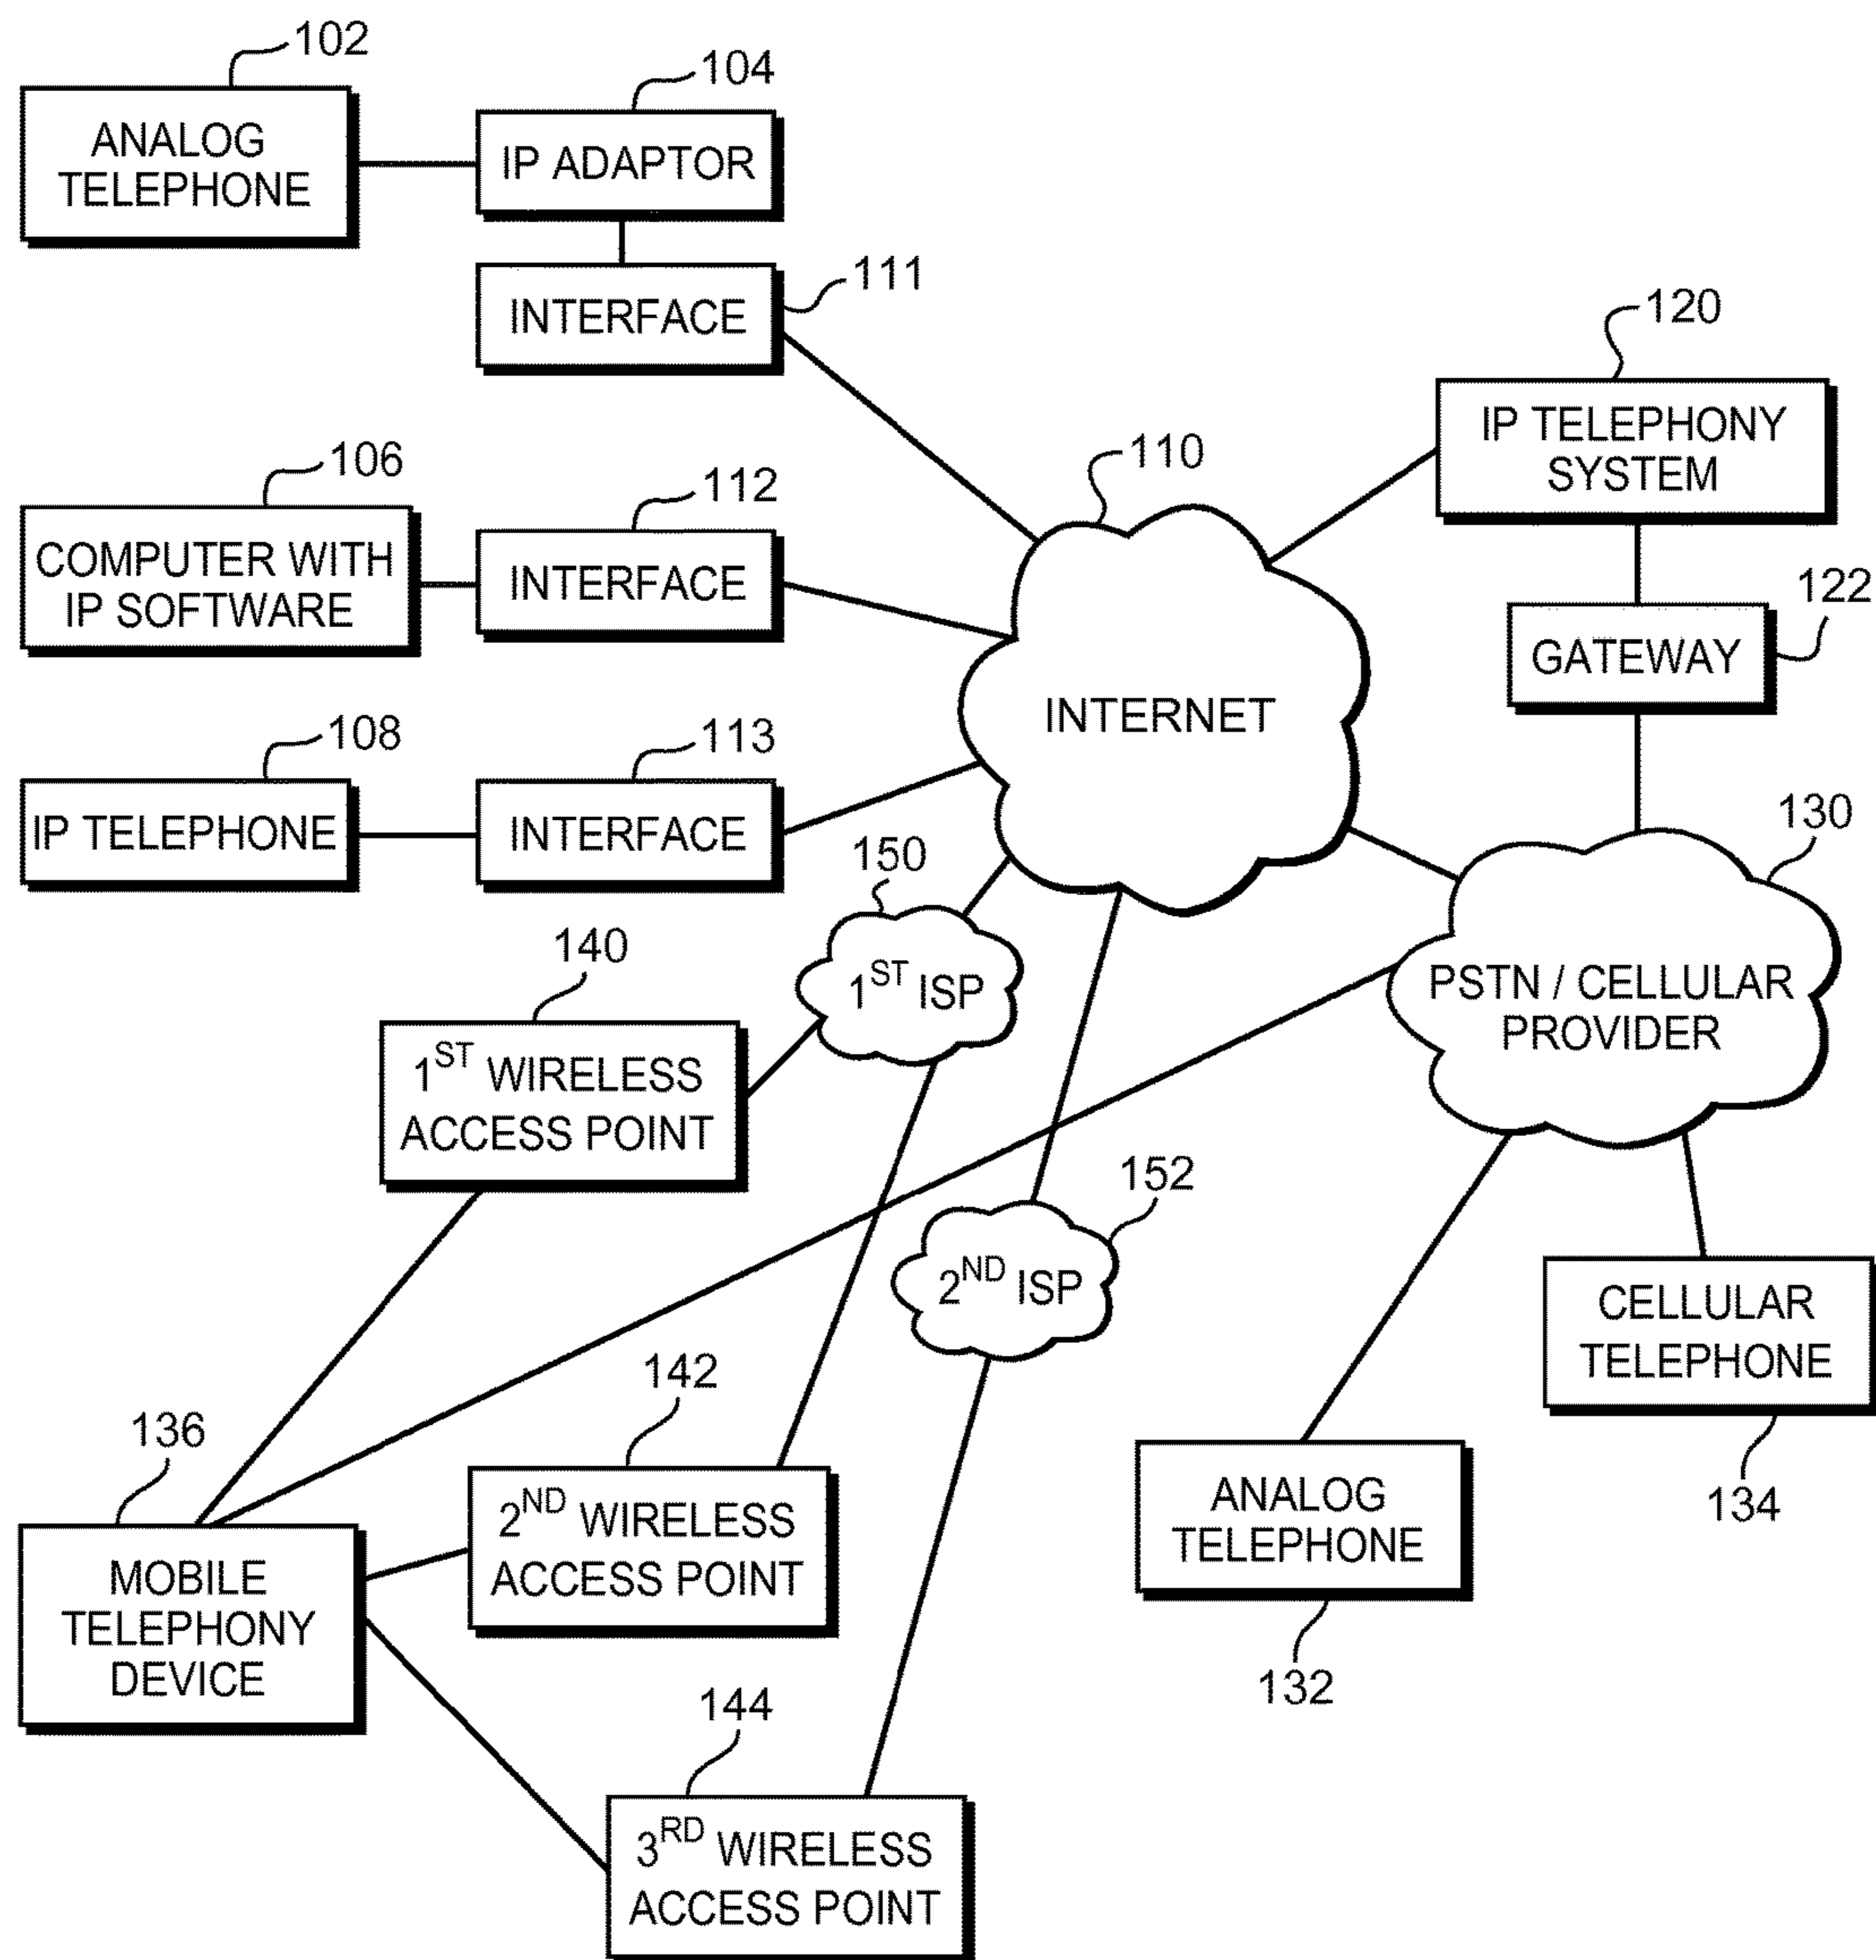 102
104
ANALOG
TELEPHONE
IP ADAPTOR
111
INTERFACE
120
IP TELEPHONY
SYSTEM
110
106
112
COMPUTER WITH
IP SOFTWARE
INTERFACE
122
GATEWAY
INTERNET
108
113
IP TELEPHONE
INTERFACE
130
150
140
1ST ISP
PSTN / CELLULAR
PROVIDER
1ST WIRELESS
ACCESS POINT
152
2ND ISP
CELLULAR
TELEPHONE
142
136
134
2ND WIRELESS
ACCESS POINT
ANALOG
TELEPHONE
MOBILE
TELEPHONY
DEVICE
132
144
3RD WIRELESS
ACCESS POINT